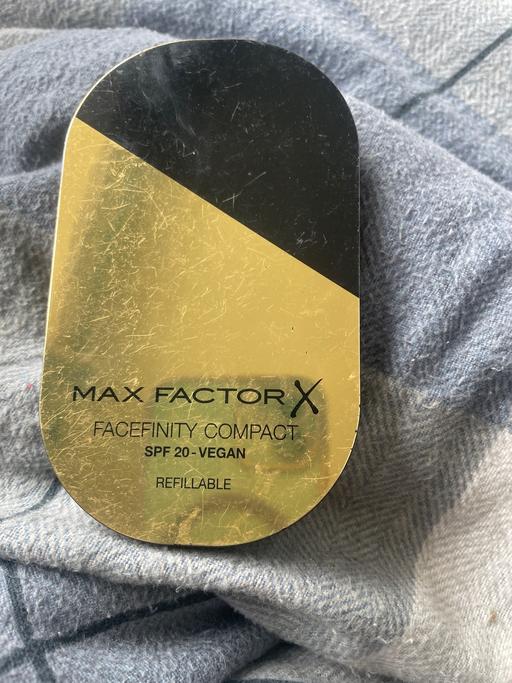 MAX FACTOR X
FACEFINITY COMPACT
SPF 20 - VEGAN
REFILLABLE